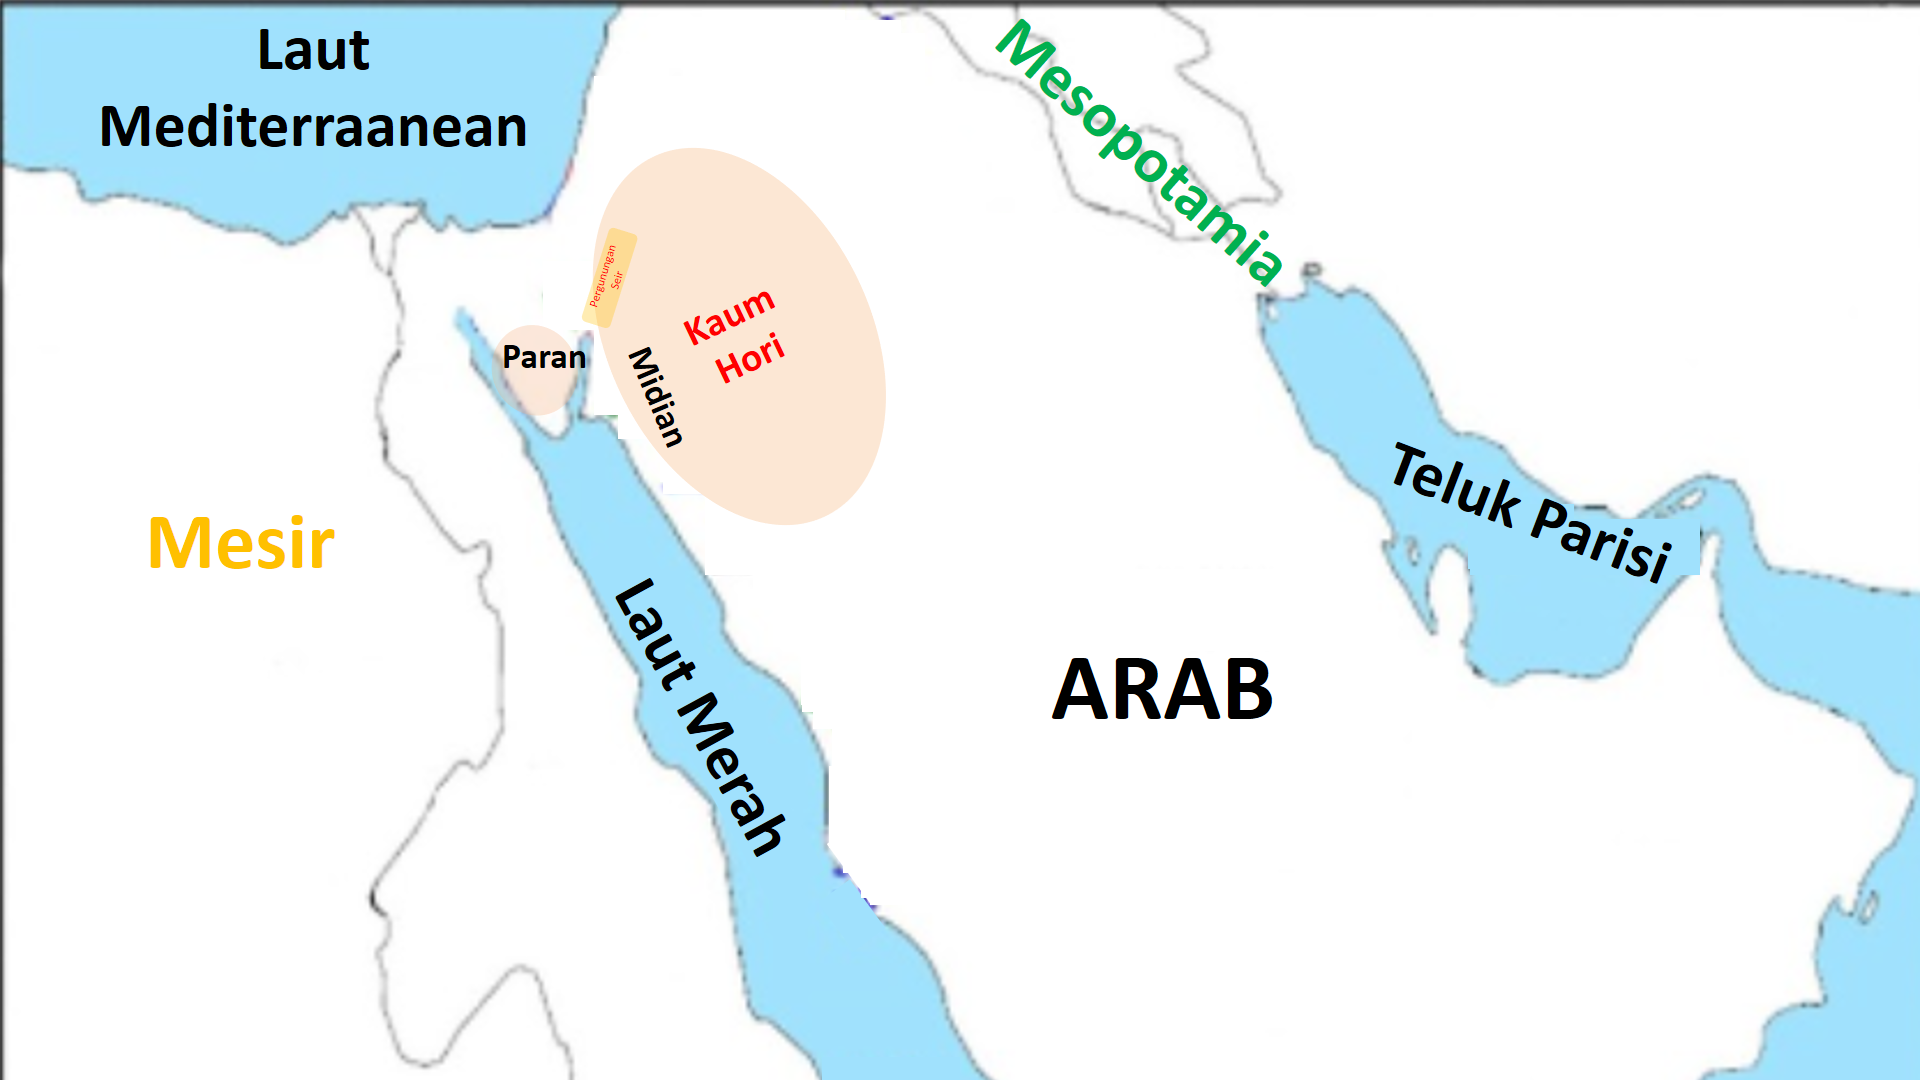 Laut
Mediterraanean
Mesopotamia
Pergunungan
Seir
Kaum
Hori
Paran
Midian
Teluk Parisi
Mesir
Laut Merah
ARAB